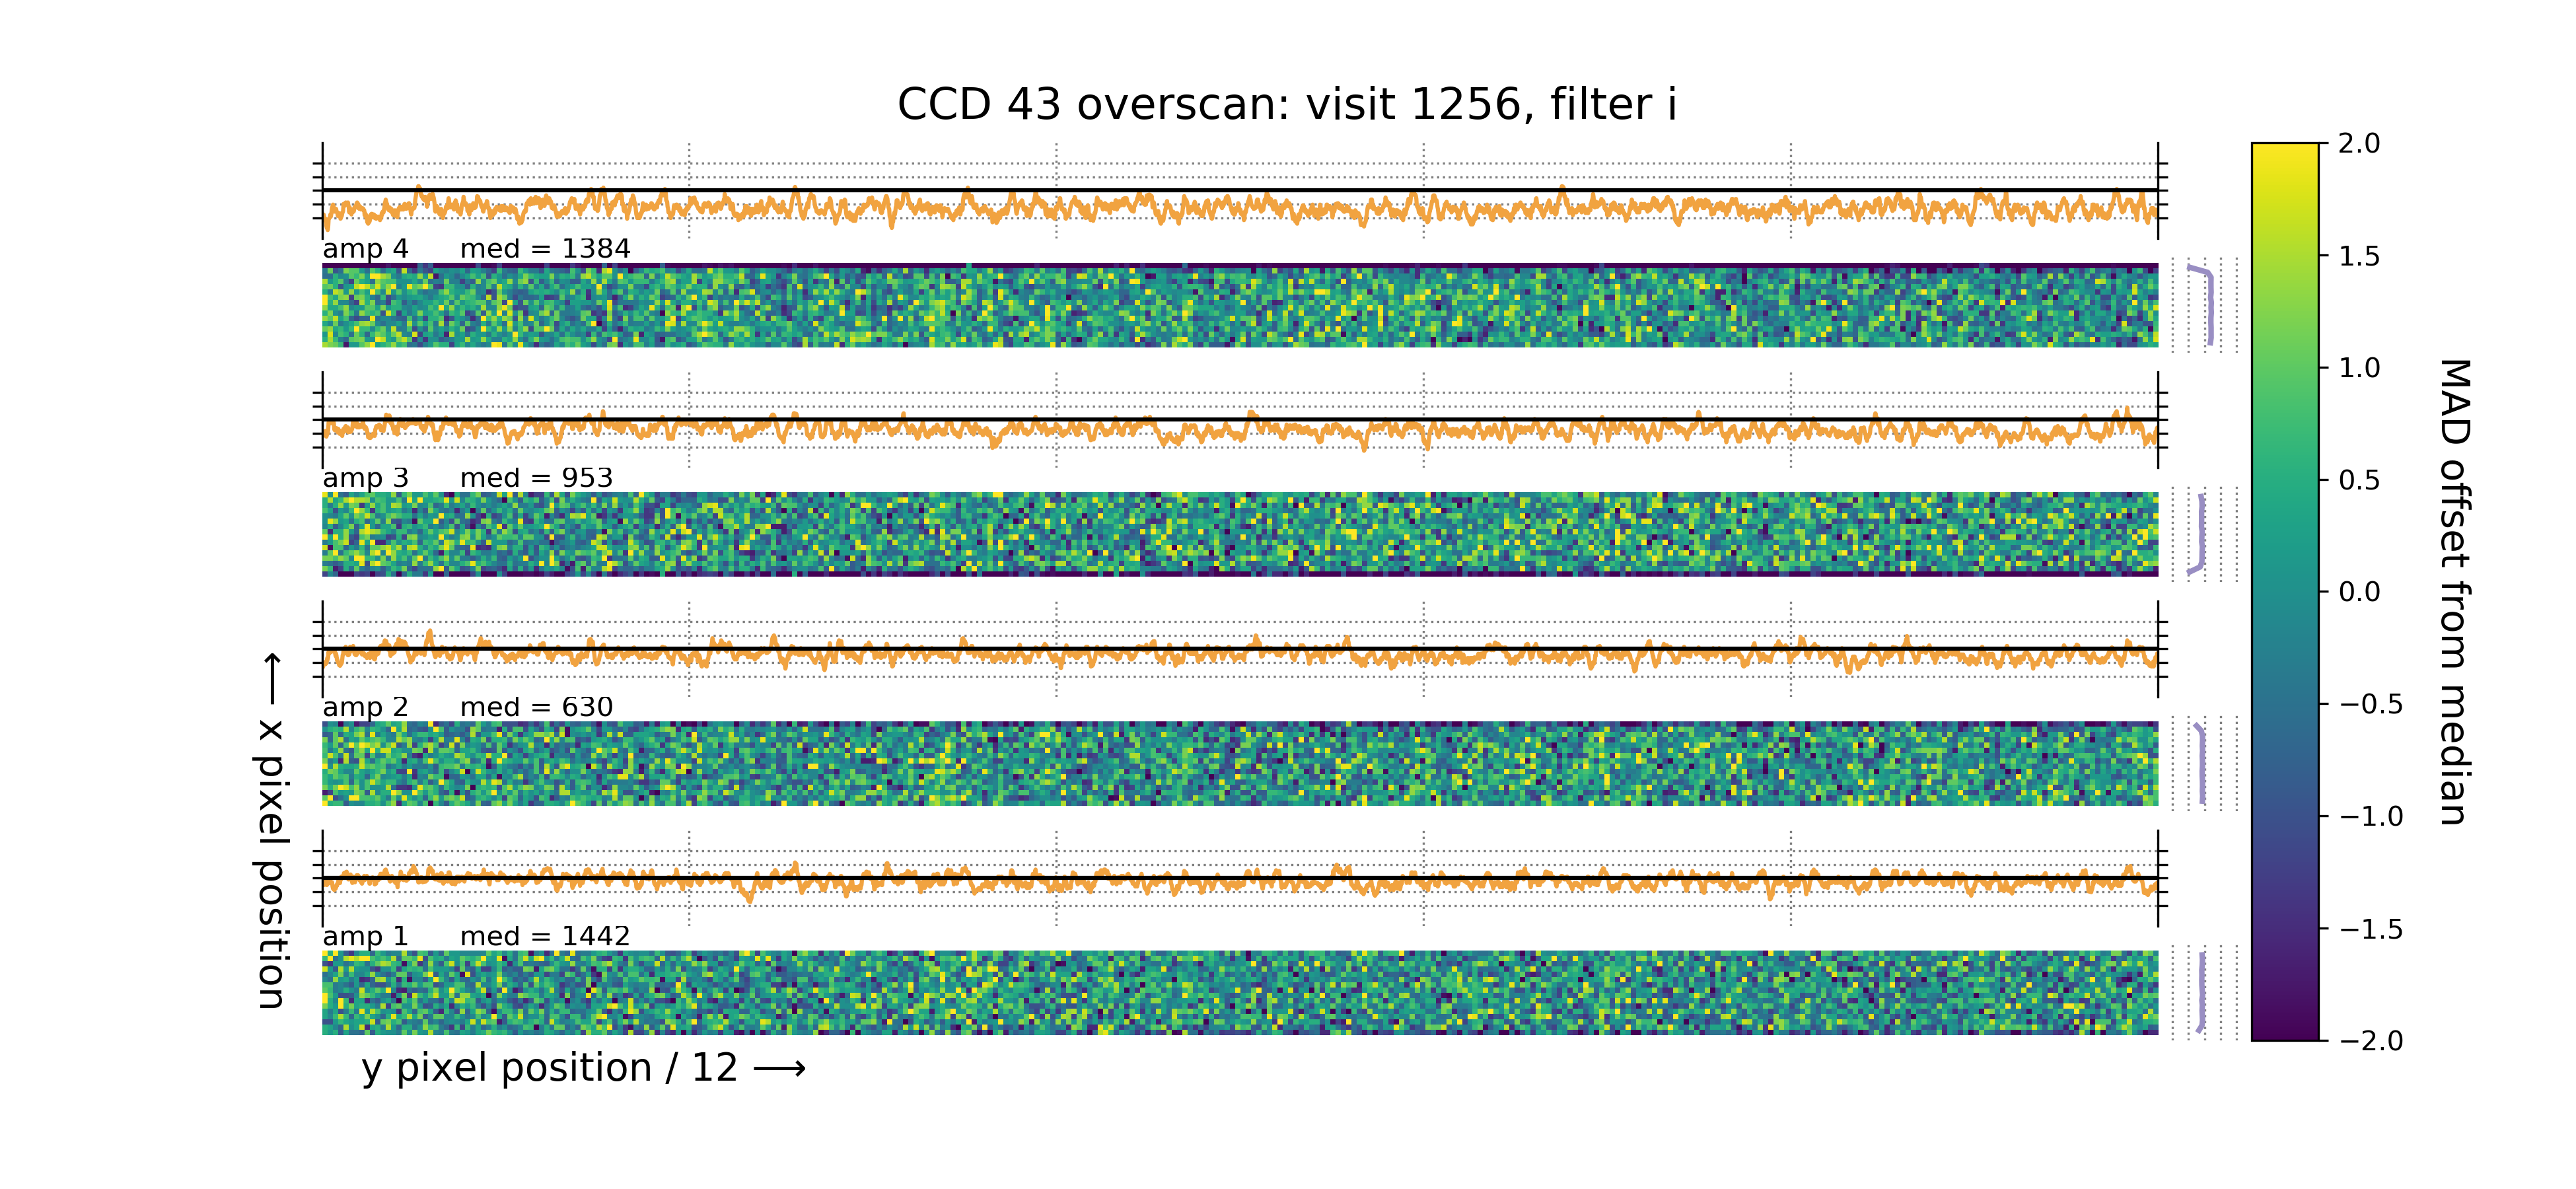 CCD 43 overscan: visit 1256, filter i
amp 4 med = 1384
amp 3 med = 953
amp 2 med = 630
amp 1 med = 1442
y pixel position / 12 ⟶
⟵ x pixel position
2.0
1.5
1.0
0.5
0.0
−0.5
−1.0
−1.5
−2.0
MAD offset from median